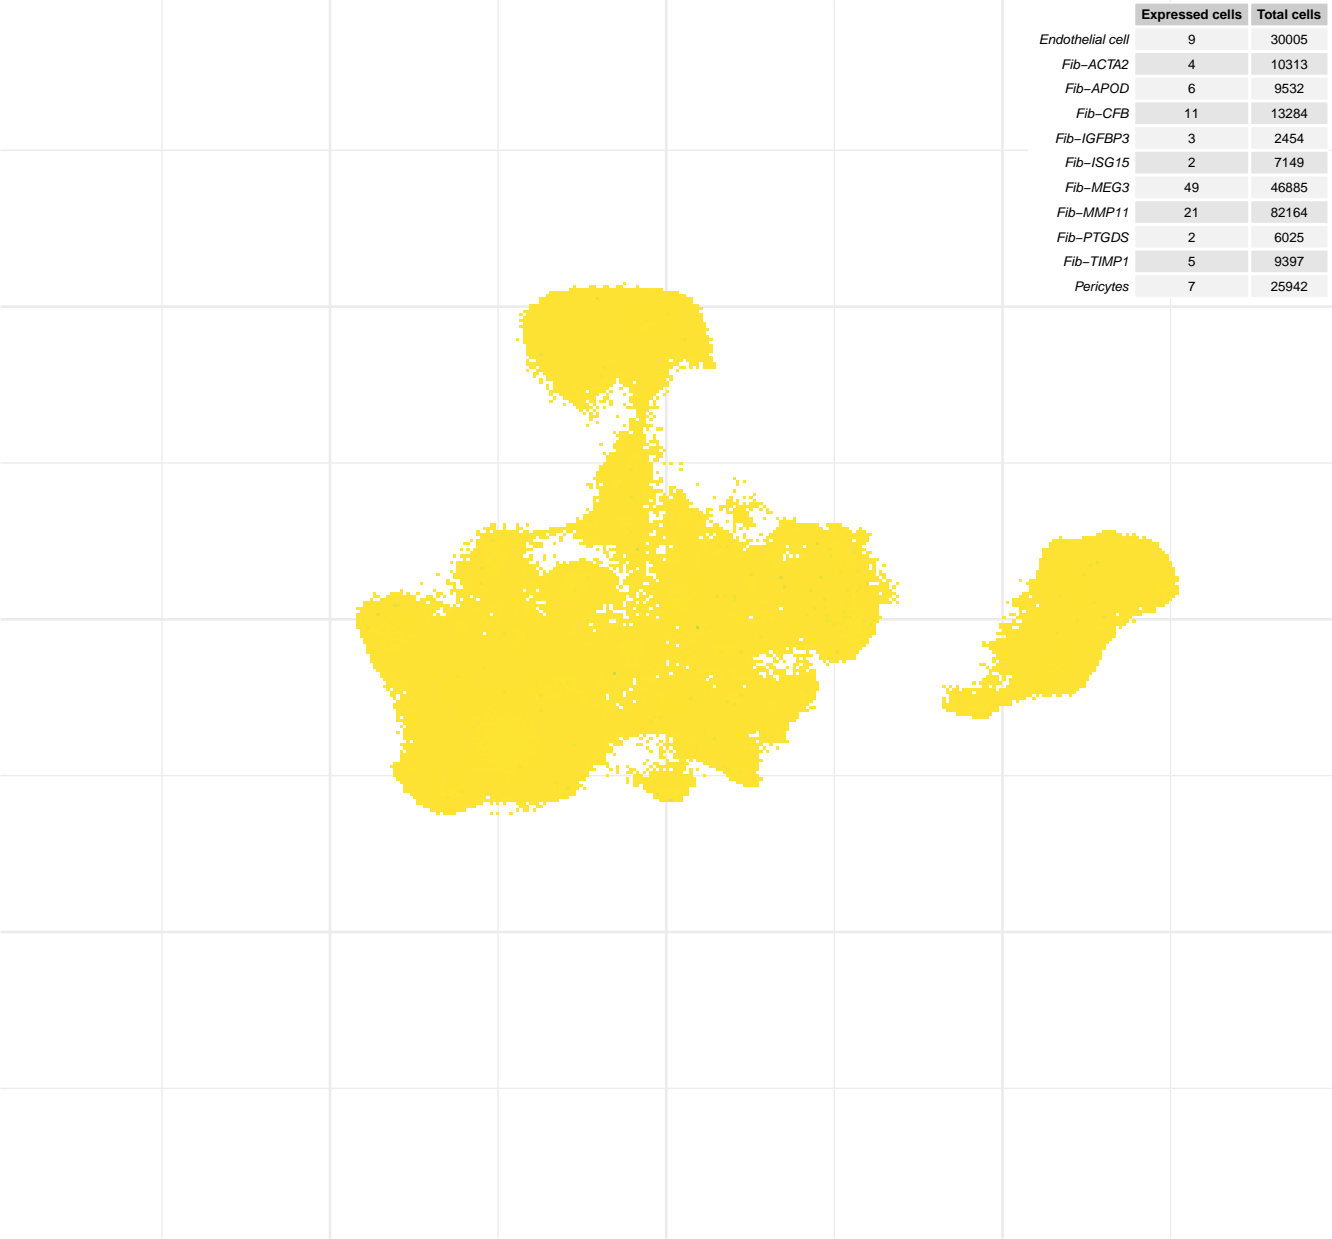 Expressed cells Total cells
Endothelial cell 9 30005
Fib−ACTA2 4 10313
Fib−APOD 6 9532
Fib−CFB 11 13284
Fib−IGFBP3 3 2454
Fib−ISG15 2 7149
Fib−MEG3 49 46885
Fib−MMP11 21 82164
Fib−PTGDS 2 6025
Fib−TIMP1 5 9397
Pericytes 7 25942